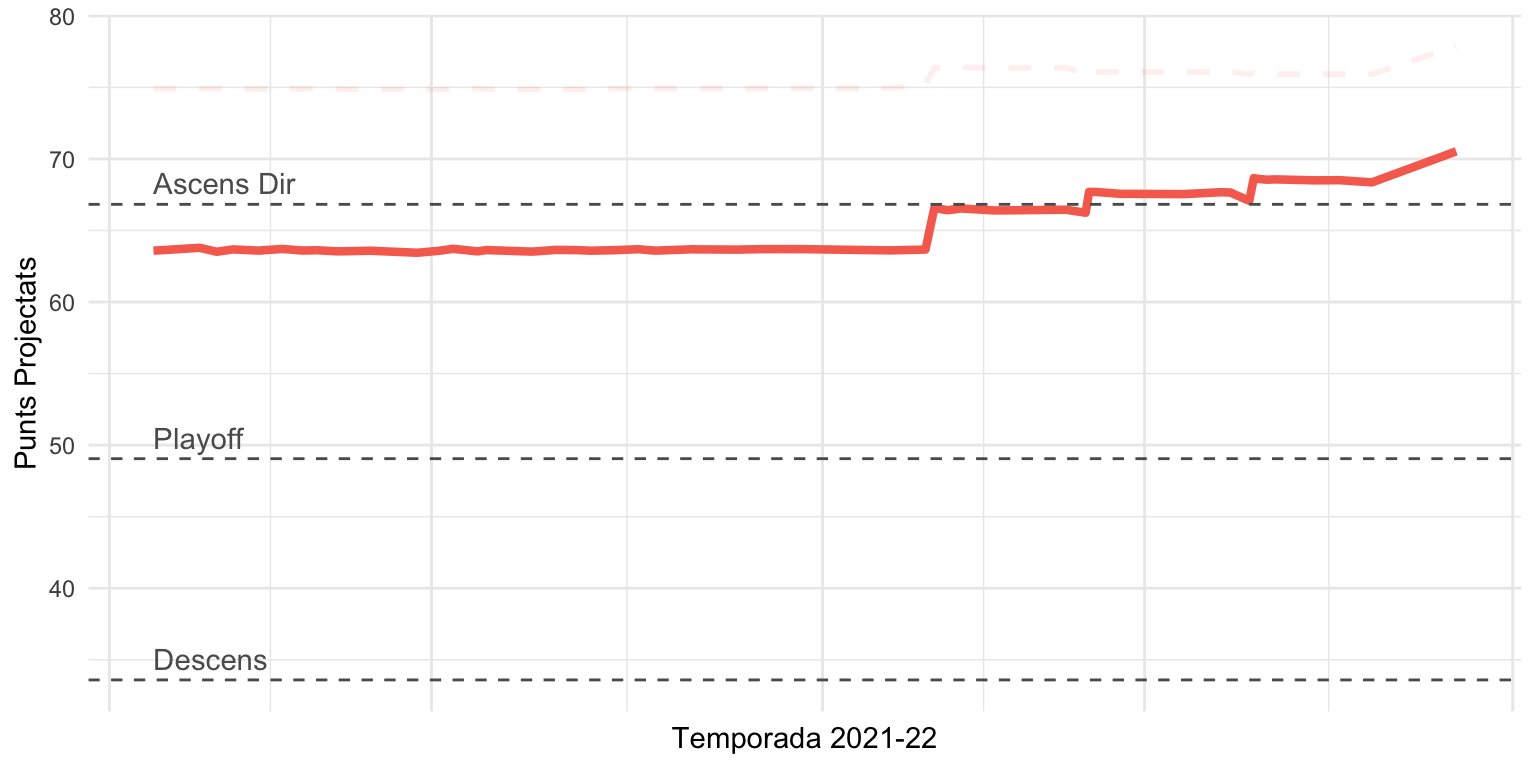 80
70
60
50
40
Punts Projectats
Ascens Dir
Playoff
Descens
Temporada 2021-22